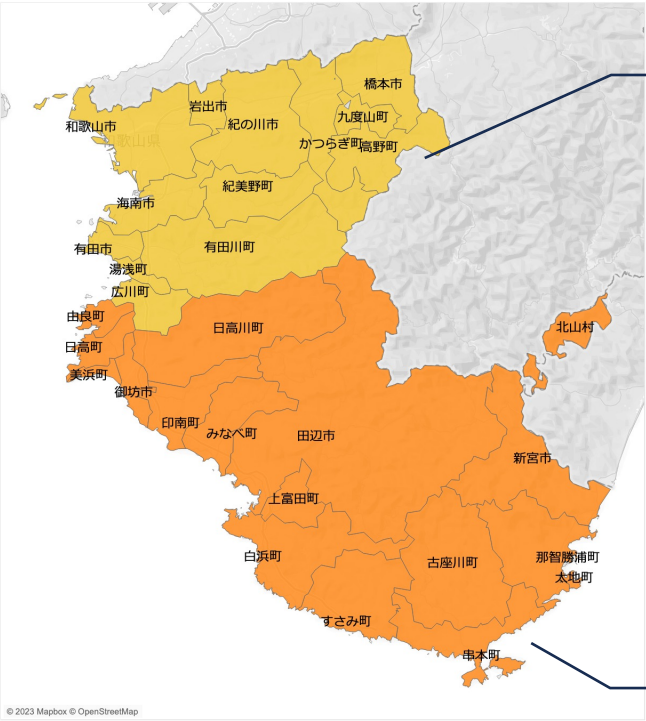 橋本市
岩出市
九度山町
紀の川市
和歌山市
和歌山県
かつらぎ町
高野町
紀美野町
海南市
有田市
有田川町
湯浅町
広川町
由良町
日高川町
北山村
日高町
美浜町
御坊市
印南町
みなべ町
田辺市
新宮市
上富田町
白浜町
古座川町
那智勝浦町
太地町
すさみ町
串本町
© 2023 Mapbox © OpenStreetMap